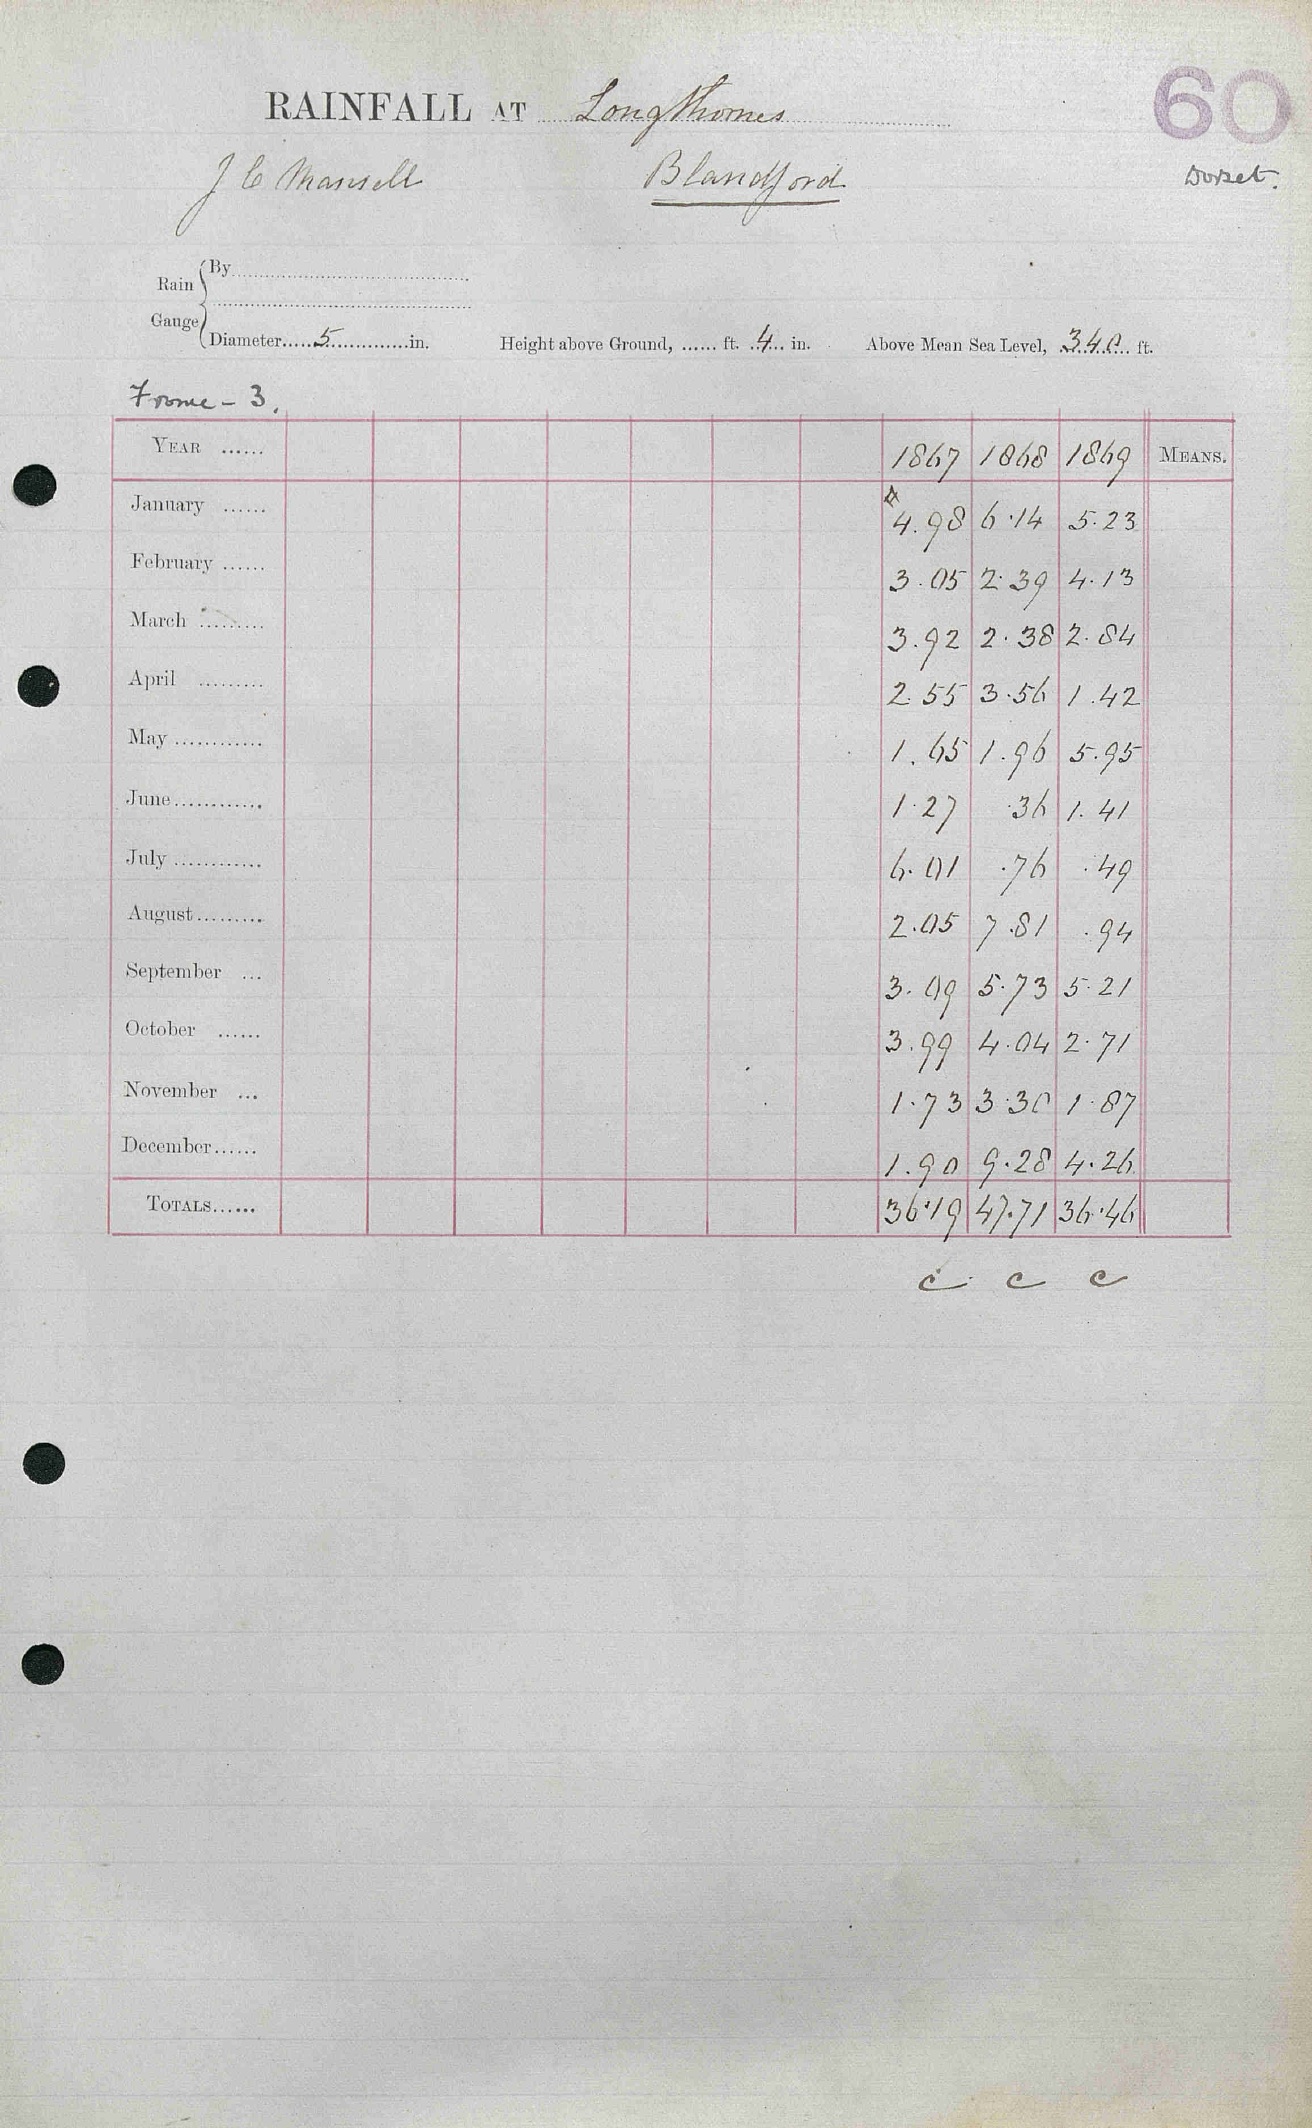 60
RAINFALL AT Longthornes
J C Mansell Blandford Dorset.
Rain Gauge
By
Diameter 5 in. Height above Ground, ft. 4 in. Above Mean Sea Level, 340 ft.
Frome - 3.
YEAR 1867 1868 1869 MEANS.
January 4.98 6.14 5.23
February 3.05 2.39 4.13
March 3.92 2.38 2.84
April 2.55 3.56 1.42
May 1.65 1.96 5.95
June 1.27 .36 1.41
July 6.01 .76 .49
August 2.05 7.81 .94
September 3.09 5.73 5.21
October 3.99 4.04 2.71
November 1.73 3.30 1.87
December 1.90 9.28 4.26
TOTALS 36.19 47.71 36.46
c c c